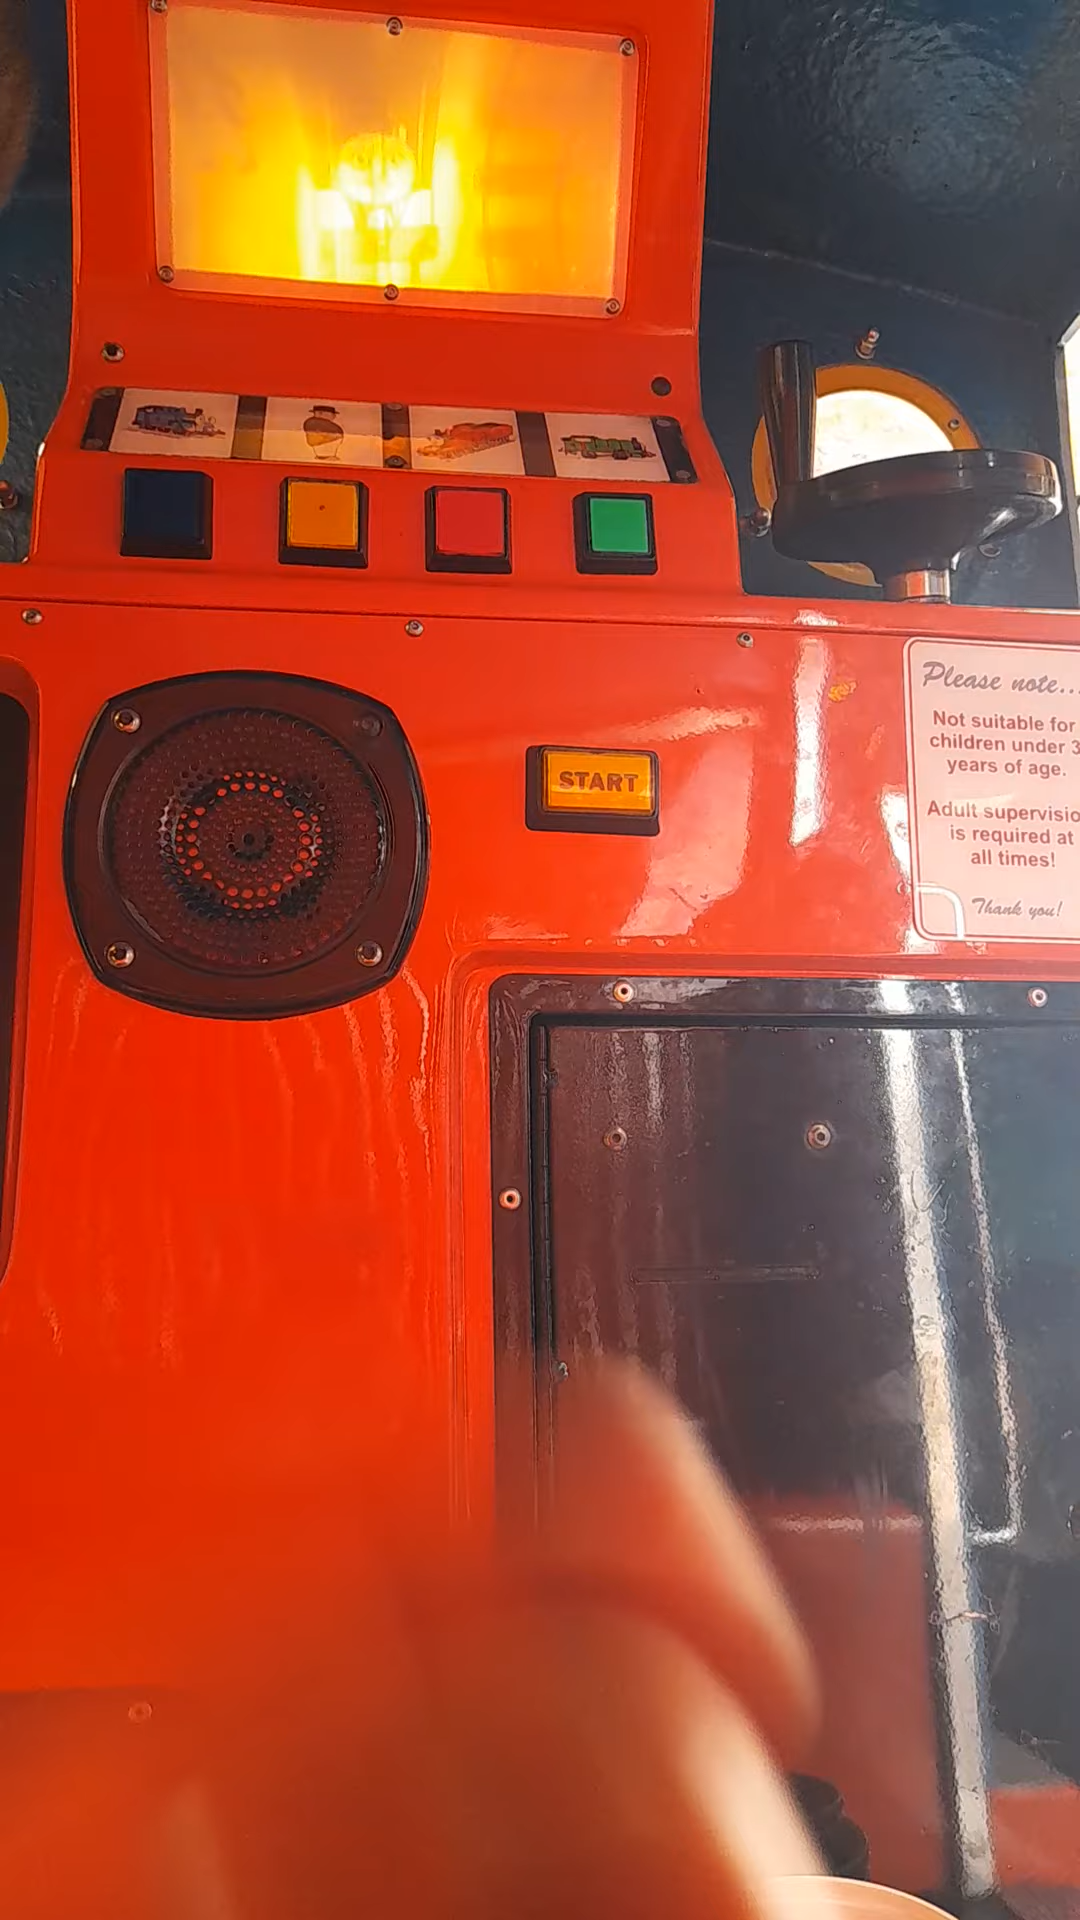 START
Please note...
Not suitable for
children under 3
years of age.
Adult supervisio
is required at
all times!
Thank you!